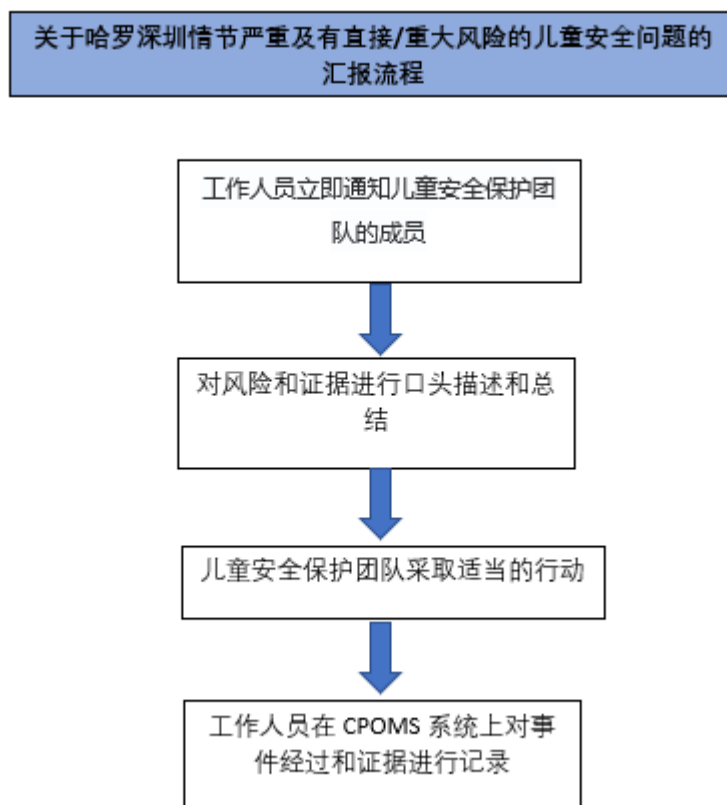 关于哈罗深圳情节严重及有直接/重大风险的儿童安全问题的
汇报流程
工作人员立即通知儿童安全保护团
队的成员
对风险和证据进行口头描述和总
结
儿童安全保护团队采取适当的行动
工作人员在 CPOMS 系统上对事
件经过和证据进行记录